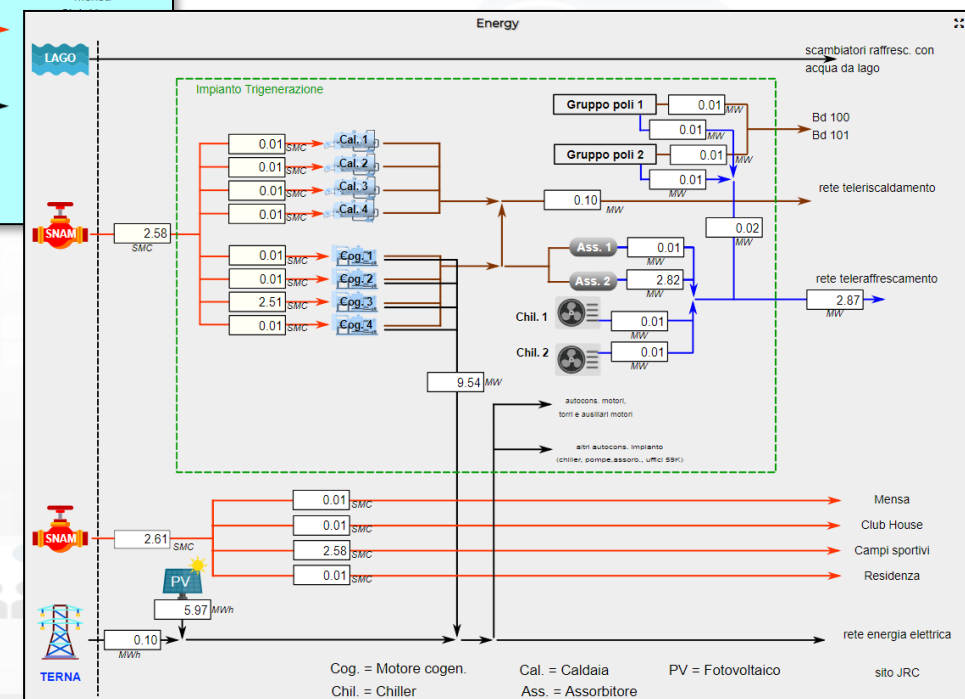 Energy
LAGO
scambiatori raffresc. con
acqua da lago
Impianto Trigenerazione
Gruppo poli 1
0.01
MW
0.01
MW
Bd 100
Bd 101
Gruppo poli 2
0.01
MW
0.01
MW
0.01
SMC
Cal. 1
0.01
SMC
Cal. 2
0.01
SMC
Cal. 3
0.01
SMC
Cal. 4
0.10
MW
rete teleriscaldamento
SNAM
2.58
SMC
0.02
MW
0.01
SMC
Cog. 1
0.01
SMC
Cog. 2
2.51
SMC
Cog. 3
0.01
SMC
Cog. 4
Ass. 1
0.01
MW
Ass. 2
2.82
MW
rete teleraffrescamento
2.87
MW
Chil. 1
0.01
MW
Chil. 2
0.01
MW
9.54
MW
autocons. motori,
torri e ausiliari motori
altri autocons. Impianto
(chiller, pompe,assorb., uffici 59K)
SNAM
2.61
SMC
0.01
SMC
Mensa
0.01
SMC
Club House
2.58
SMC
Campi sportivi
0.01
SMC
Residenza
PV
5.97
MWh
TERNA
0.10
MWh
rete energia elettrica
sito JRC
Cog. = Motore cogen.
Cal. = Caldaia
PV = Fotovoltaico
Chil. = Chiller
Ass. = Assorbitore